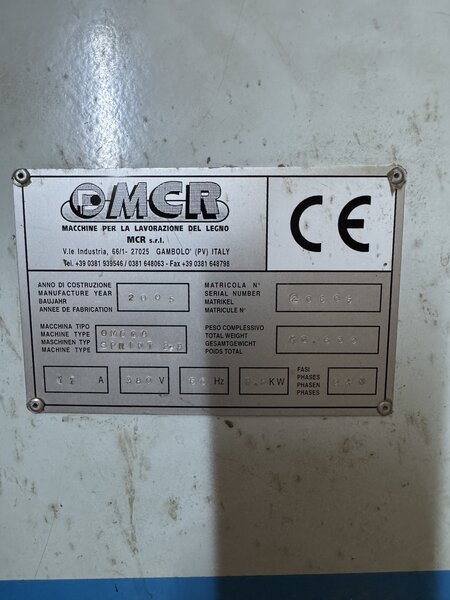 MCR
MACCHINE PER LA LAVORAZIONE DEL LEGNO
MCR s.r.l.
V.le Industria, 66/1- 27025 GAMBOLO' (PV) ITALY
Tel. +39 0381 939546 / 0381 648063 - Fax +39 0381 648798
CE
ANNO DI COSTRUZIONE
MANUFACTURE YEAR
BAUJAHR
ANNEE DE FABRICATION
2005
MATRICOLA N°
SERIAL NUMBER
MATRIKEL
MATRICULE N°
MACCHINA TIPO
MACHINE TYPE
MASCHINEN TYP
MACHINE TYPE
SPRINT
PESO COMPLESSIVO
TOTAL WEIGHT
GESAMTGEWICHT
POIDS TOTAL
A
380 V
Hz
KW
FASI
PHASES
PHASEN
PHASES